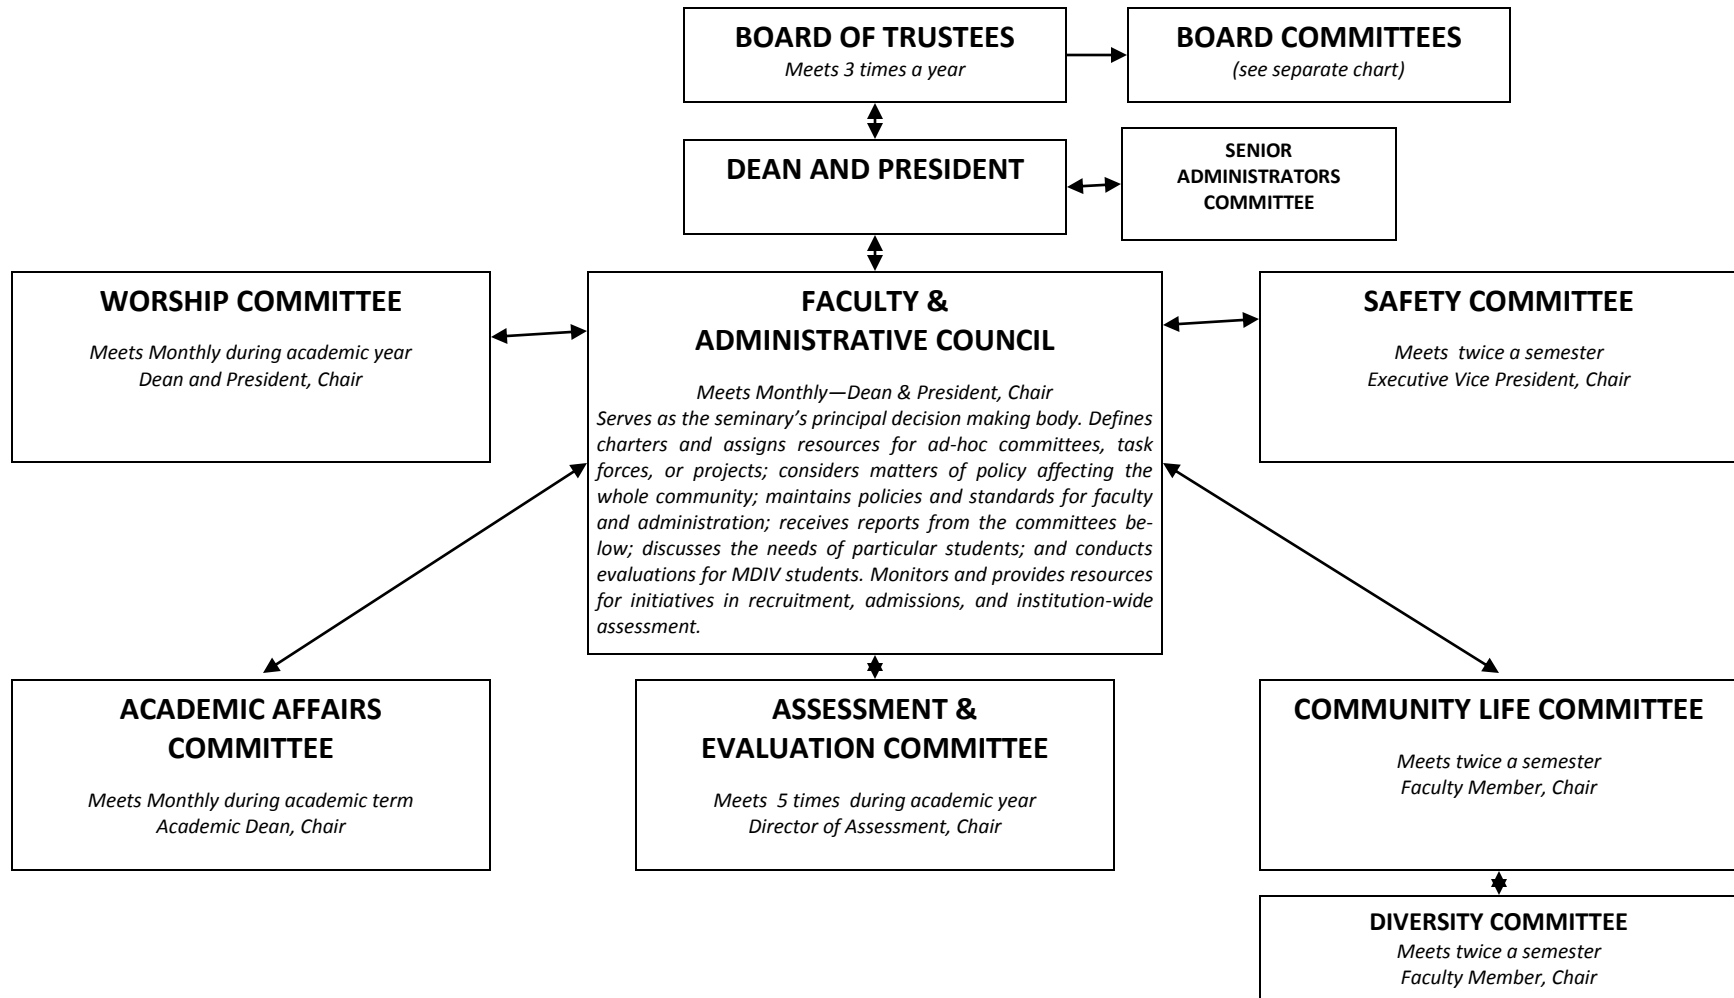 BOARD OF TRUSTEES
Meets 3 times a year
BOARD COMMITTEES
(see separate chart)
DEAN AND PRESIDENT
SENIOR
ADMINISTRATORS
COMMITTEE
WORSHIP COMMITTEE
Meets Monthly during academic year
Dean and President, Chair
FACULTY &
ADMINISTRATIVE COUNCIL
Meets Monthly—Dean & President, Chair
Serves as the seminary’s principal decision making body. Defines
charters and assigns resources for ad-hoc committees, task
forces, or projects; considers matters of policy affecting the
whole community; maintains policies and standards for faculty
and administration; receives reports from the committees be-
low; discusses the needs of particular students; and conducts
evaluations for MDIV students. Monitors and provides resources
for initiatives in recruitment, admissions, and institution-wide
assessment.
SAFETY COMMITTEE
Meets twice a semester
Executive Vice President, Chair
ACADEMIC AFFAIRS
COMMITTEE
Meets Monthly during academic term
Academic Dean, Chair
ASSESSMENT &
EVALUATION COMMITTEE
Meets 5 times during academic year
Director of Assessment, Chair
COMMUNITY LIFE COMMITTEE
Meets twice a semester
Faculty Member, Chair
DIVERSITY COMMITTEE
Meets twice a semester
Faculty Member, Chair